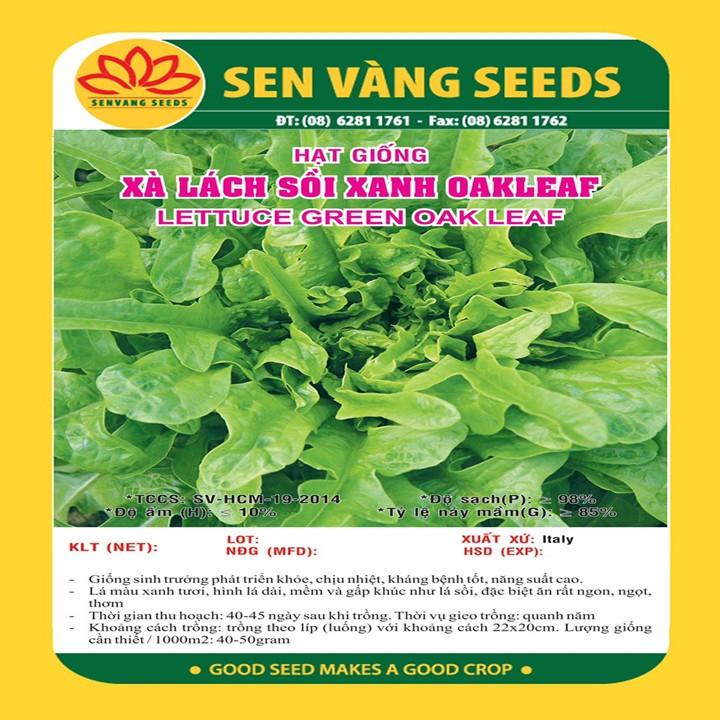 SENVANG SEEDS
SEN VÀNG SEEDS
ĐT: (08) 6281 1761 - Fax: (08) 6281 1762
HẠT GIỐNG
XÀ LÁCH SỒI XANH OAKLEAF
LETTUCE GREEN OAK LEAF
*TCCS: SV-HCM-19-2014
*Độ sạch(P): ≥ 98%
*Độ ẩm (H): ≤ 10%
*Tỷ lệ nảy mầm(G): ≥ 85%
KLT (NET):
LOT:
NĐG (MFD):
XUẤT XỨ: Italy
HSD (EXP):
- Giống sinh trưởng phát triển khỏe, chịu nhiệt, kháng bệnh tốt, năng suất cao.
- Lá màu xanh tươi, hình lá dài, mềm và gấp khúc như lá sồi, đặc biệt ăn rất ngon, ngọt,
thơm
- Thời gian thu hoạch: 40-45 ngày sau khi trồng. Thời vụ gieo trồng: quanh năm
- Khoảng cách trồng: trồng theo líp (luống) với khoảng cách 22x20cm. Lượng giống
cần thiết / 1000m2: 40-50gram
• GOOD SEED MAKES A GOOD CROP •